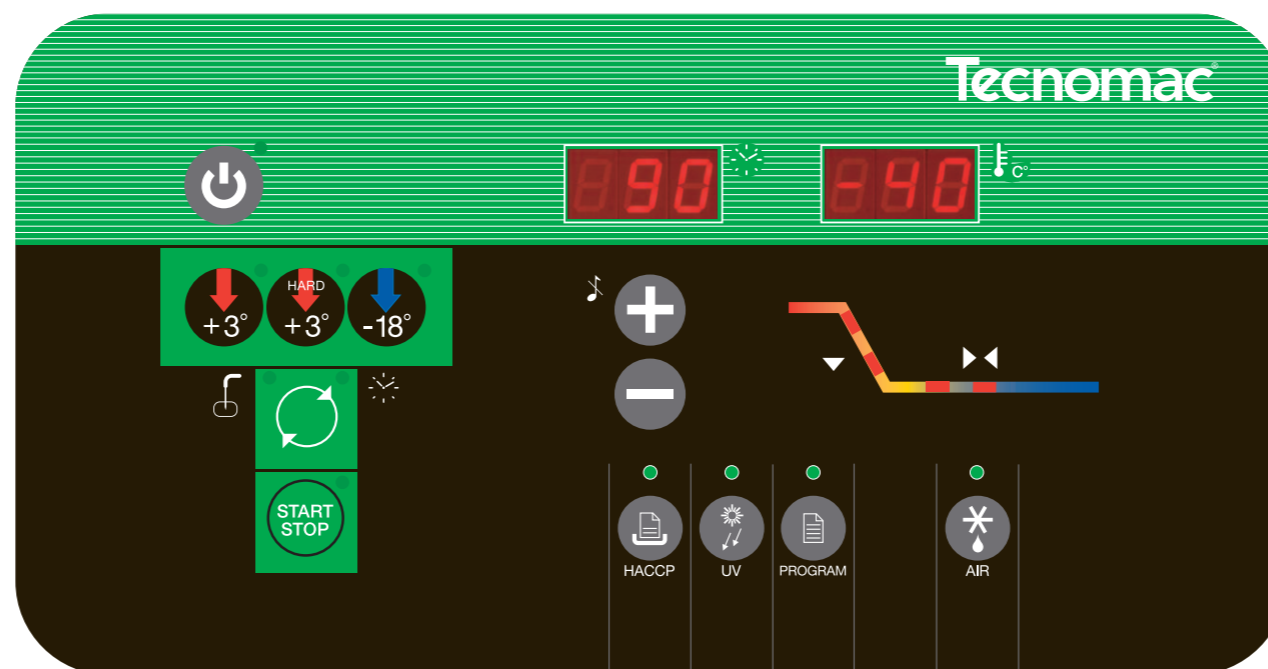 Tecnomac®
90
-40
C°
+3°
HARD
+3°
-18°
START
STOP
HACCP
UV
PROGRAM
AIR